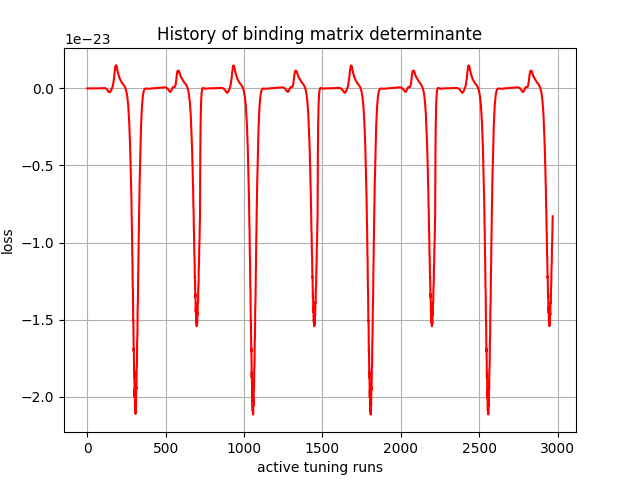 History of binding matrix determinante
1e−23
0.0
−0.5
−1.0
−1.5
−2.0
loss
0 500 1000 1500 2000 2500 3000
active tuning runs